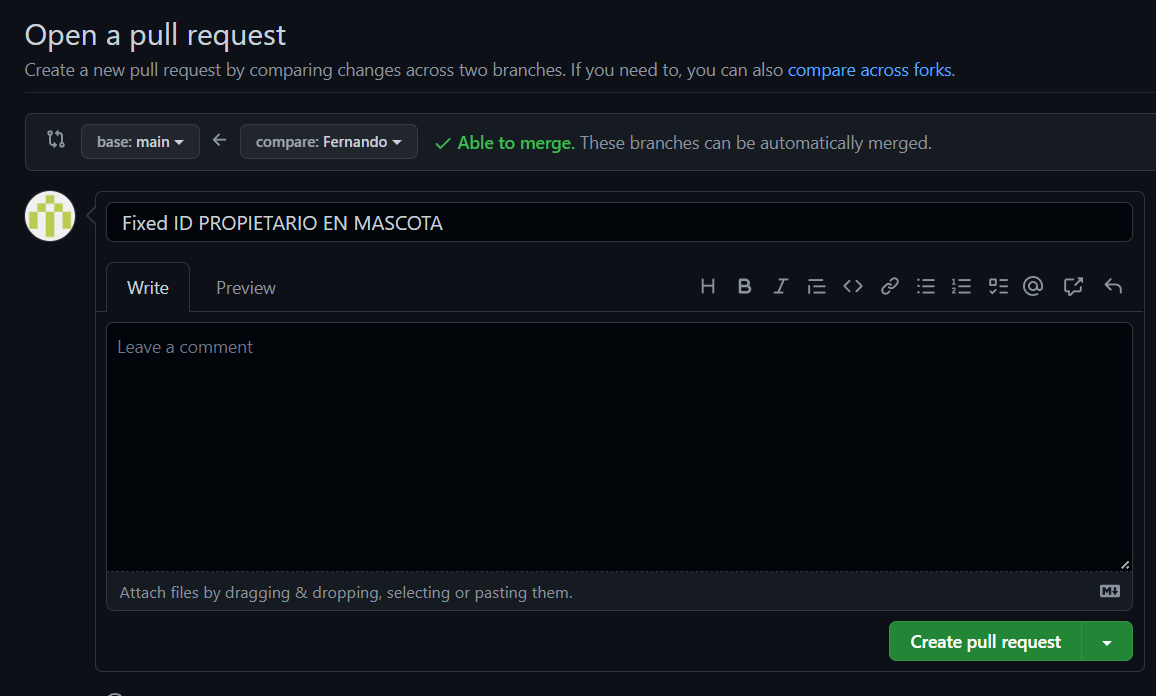 Open a pull request
Create a new pull request by comparing changes across two branches. If you need to, you can also compare across forks.
base: main compare: Fernando Able to merge. These branches can be automatically merged.
Fixed ID PROPIETARIO EN MASCOTA
Write Preview
Leave a comment
Attach files by dragging & dropping, selecting or pasting them.
Create pull request